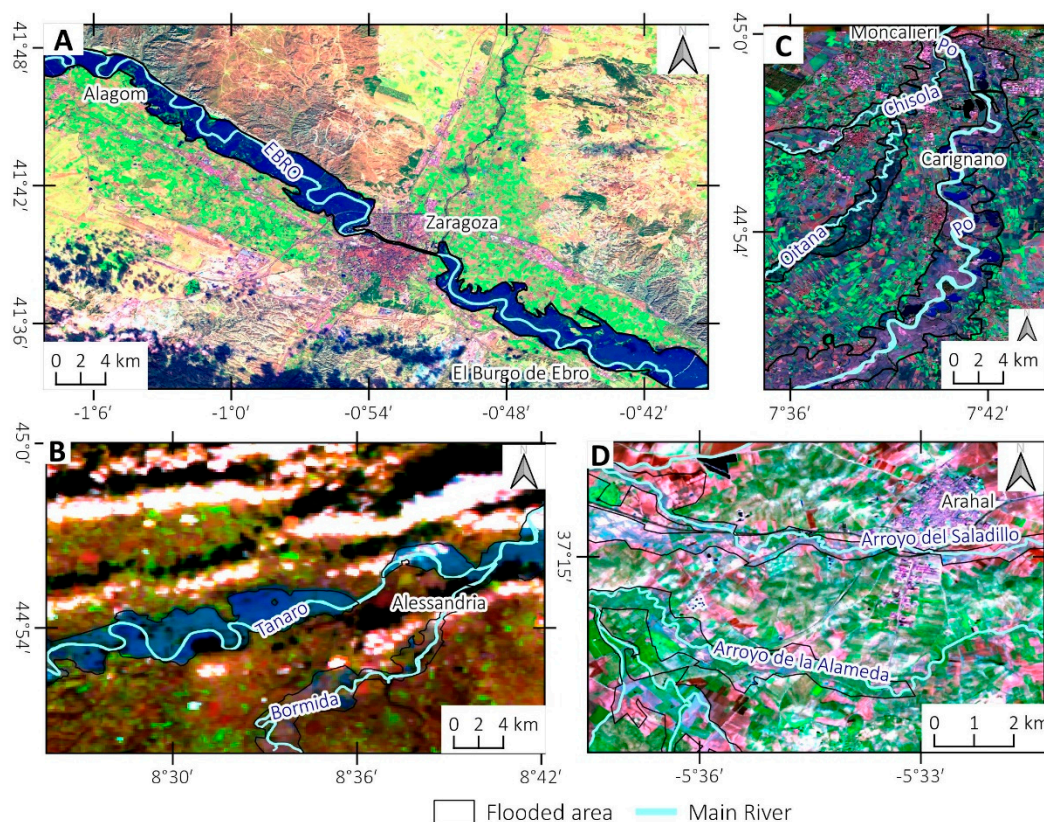 A
N
41°48′
41°42′
41°36′
Alagom
EBRO
Zaragoza
El Burgo de Ebro
0 2 4 km
-1°6′
-1°0′
-0°54′
-0°48′
-0°42′
C
N
45°0′
44°54′
Moncalieri
Po
Chisola
Carignano
Oitana
Po
0 2 4 km
7°36′
7°42′
B
N
45°0′
44°54′
Tanaro
Alessandria
Bormida
0 2 4 km
8°30′
8°36′
8°42′
D
N
37°15′
Arahal
Arroyo del Saladillo
Arroyo de la Alameda
0 1 2 km
-5°36′
-5°33′
Flooded area
Main River